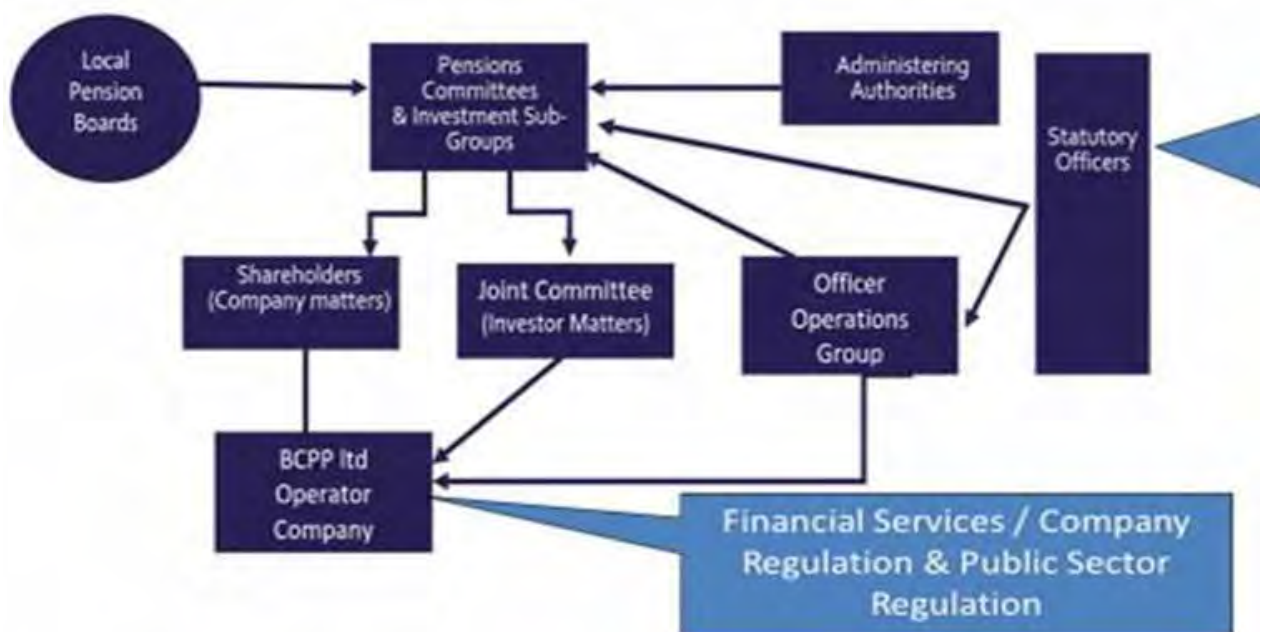 Local
Pension
Boards
Pensions
Committees
& Investment Sub-
Groups
Administering
Authorities
Statutory
Officers
Shareholders
(Company matters)
Joint Committee
(Investor Matters)
Officer
Operations
Group
BCPP ltd
Operator
Company
Financial Services / Company
Regulation & Public Sector
Regulation